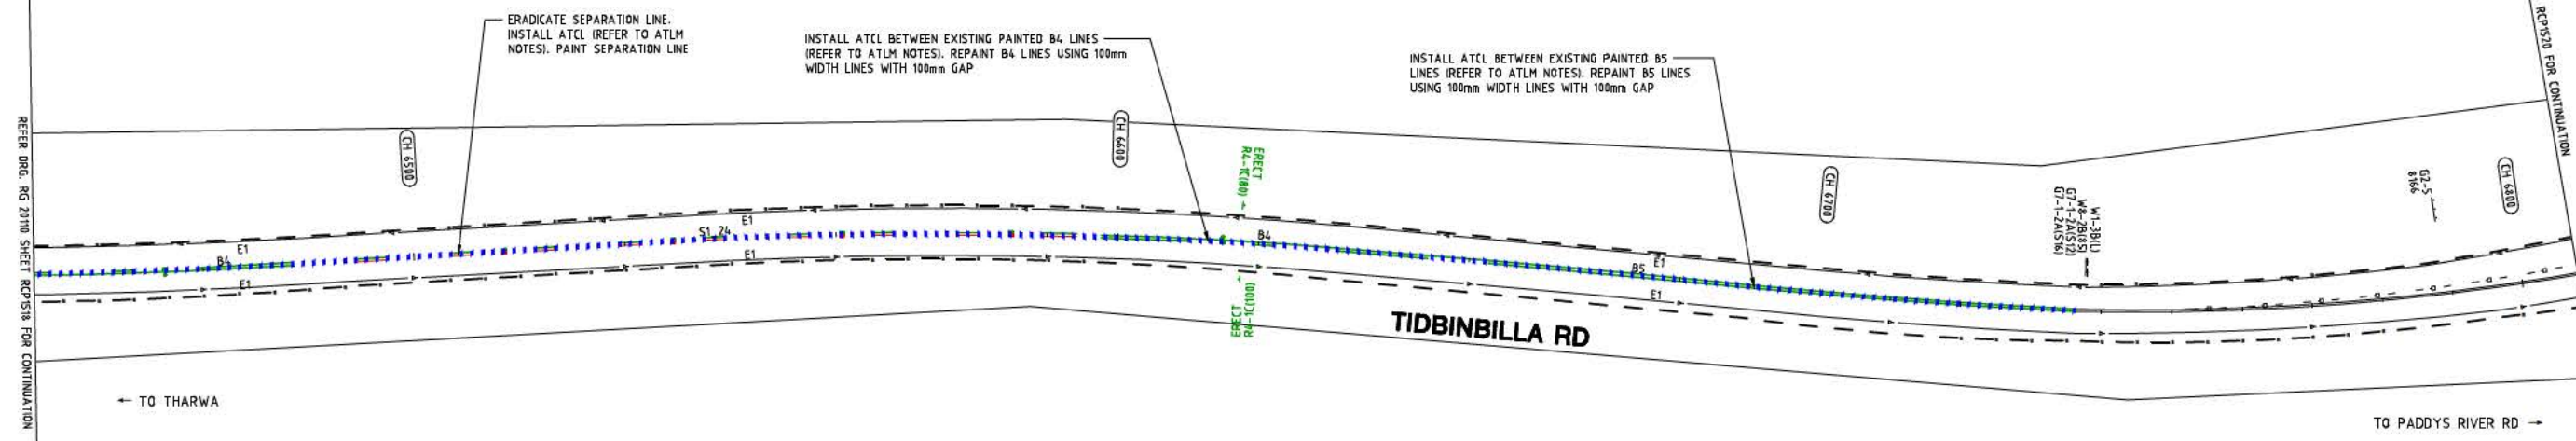 ERADICATE SEPARATION LINE.
INSTALL ATCL (REFER TO ATLM
NOTES). PAINT SEPARATION LINE
INSTALL ATCL BETWEEN EXISTING PAINTED B4 LINES
(REFER TO ATLM NOTES). REPAINT B4 LINES USING 100mm
WIDTH LINES WITH 100mm GAP
INSTALL ATCL BETWEEN EXISTING PAINTED B5
LINES (REFER TO ATLM NOTES). REPAINT B5 LINES
USING 100mm WIDTH LINES WITH 100mm GAP
REFER DRG. RG 20110 SHEET RCP1518 FOR CONTINUATION
RCP1520 FOR CONTINUATION
CH 6500
CH 6600
CH 6700
CH 6800
ERECT
R4-1C(80)
W1-3B(L)
W8-2B(85)
G7-1-2A(S72)
G7-1-2A(S16)
G2-5
8166
E1
B4
E1
E1
S1 24
E1
B4
E1
B5
E1
R4-1C(100)
ERECT
TIDBINBILLA RD
← TO THARWA
TO PADDYS RIVER RD →